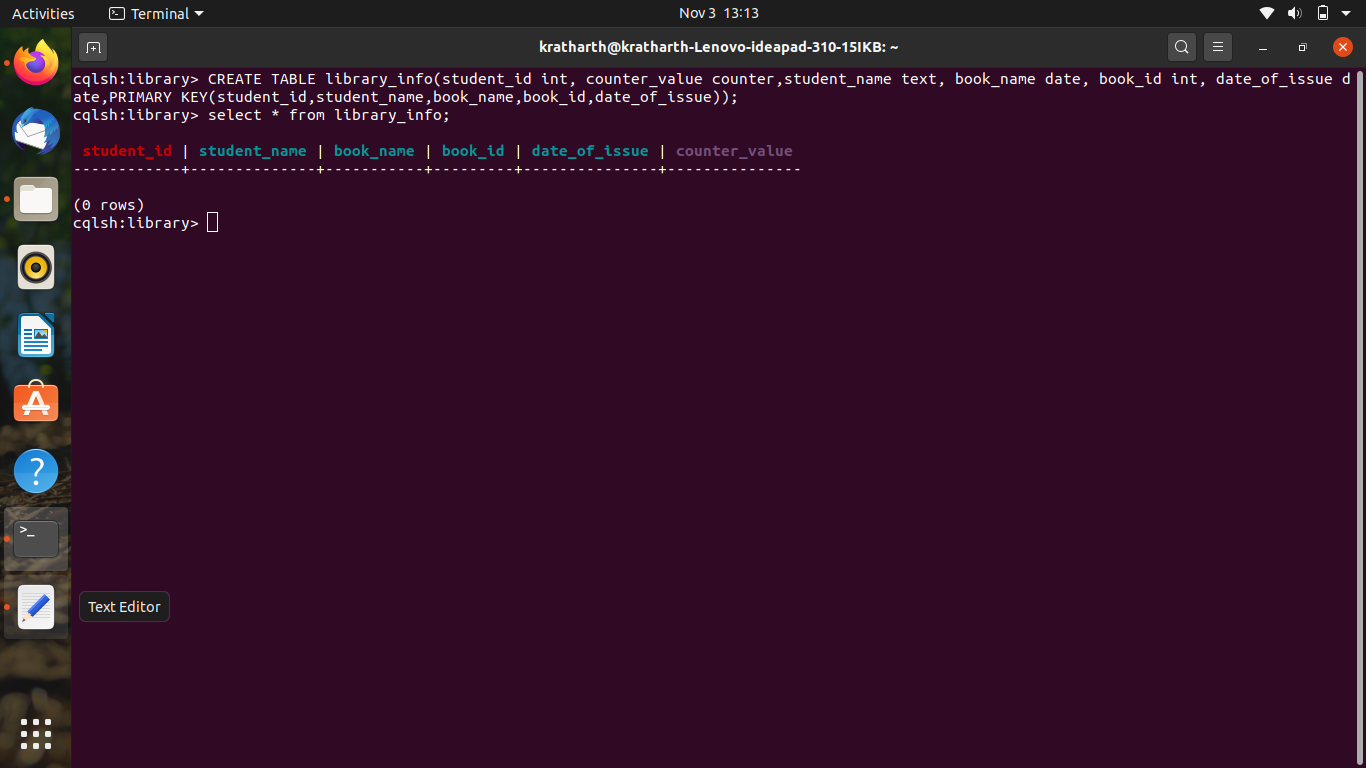 Activities Terminal Nov 3 13:13
kratharth@kratharth-Lenovo-ideapad-310-15IKB: ~
cqlsh:library> CREATE TABLE library_info(student_id int, counter_value counter,student_name text, book_name date, book_id int, date_of_issue d
ate,PRIMARY KEY(student_id,student_name,book_name,book_id,date_of_issue));
cqlsh:library> select * from library_info;
student_id | student_name | book_name | book_id | date_of_issue | counter_value
------------+--------------+-----------+---------+---------------+---------------
(0 rows)
cqlsh:library>
Text Editor